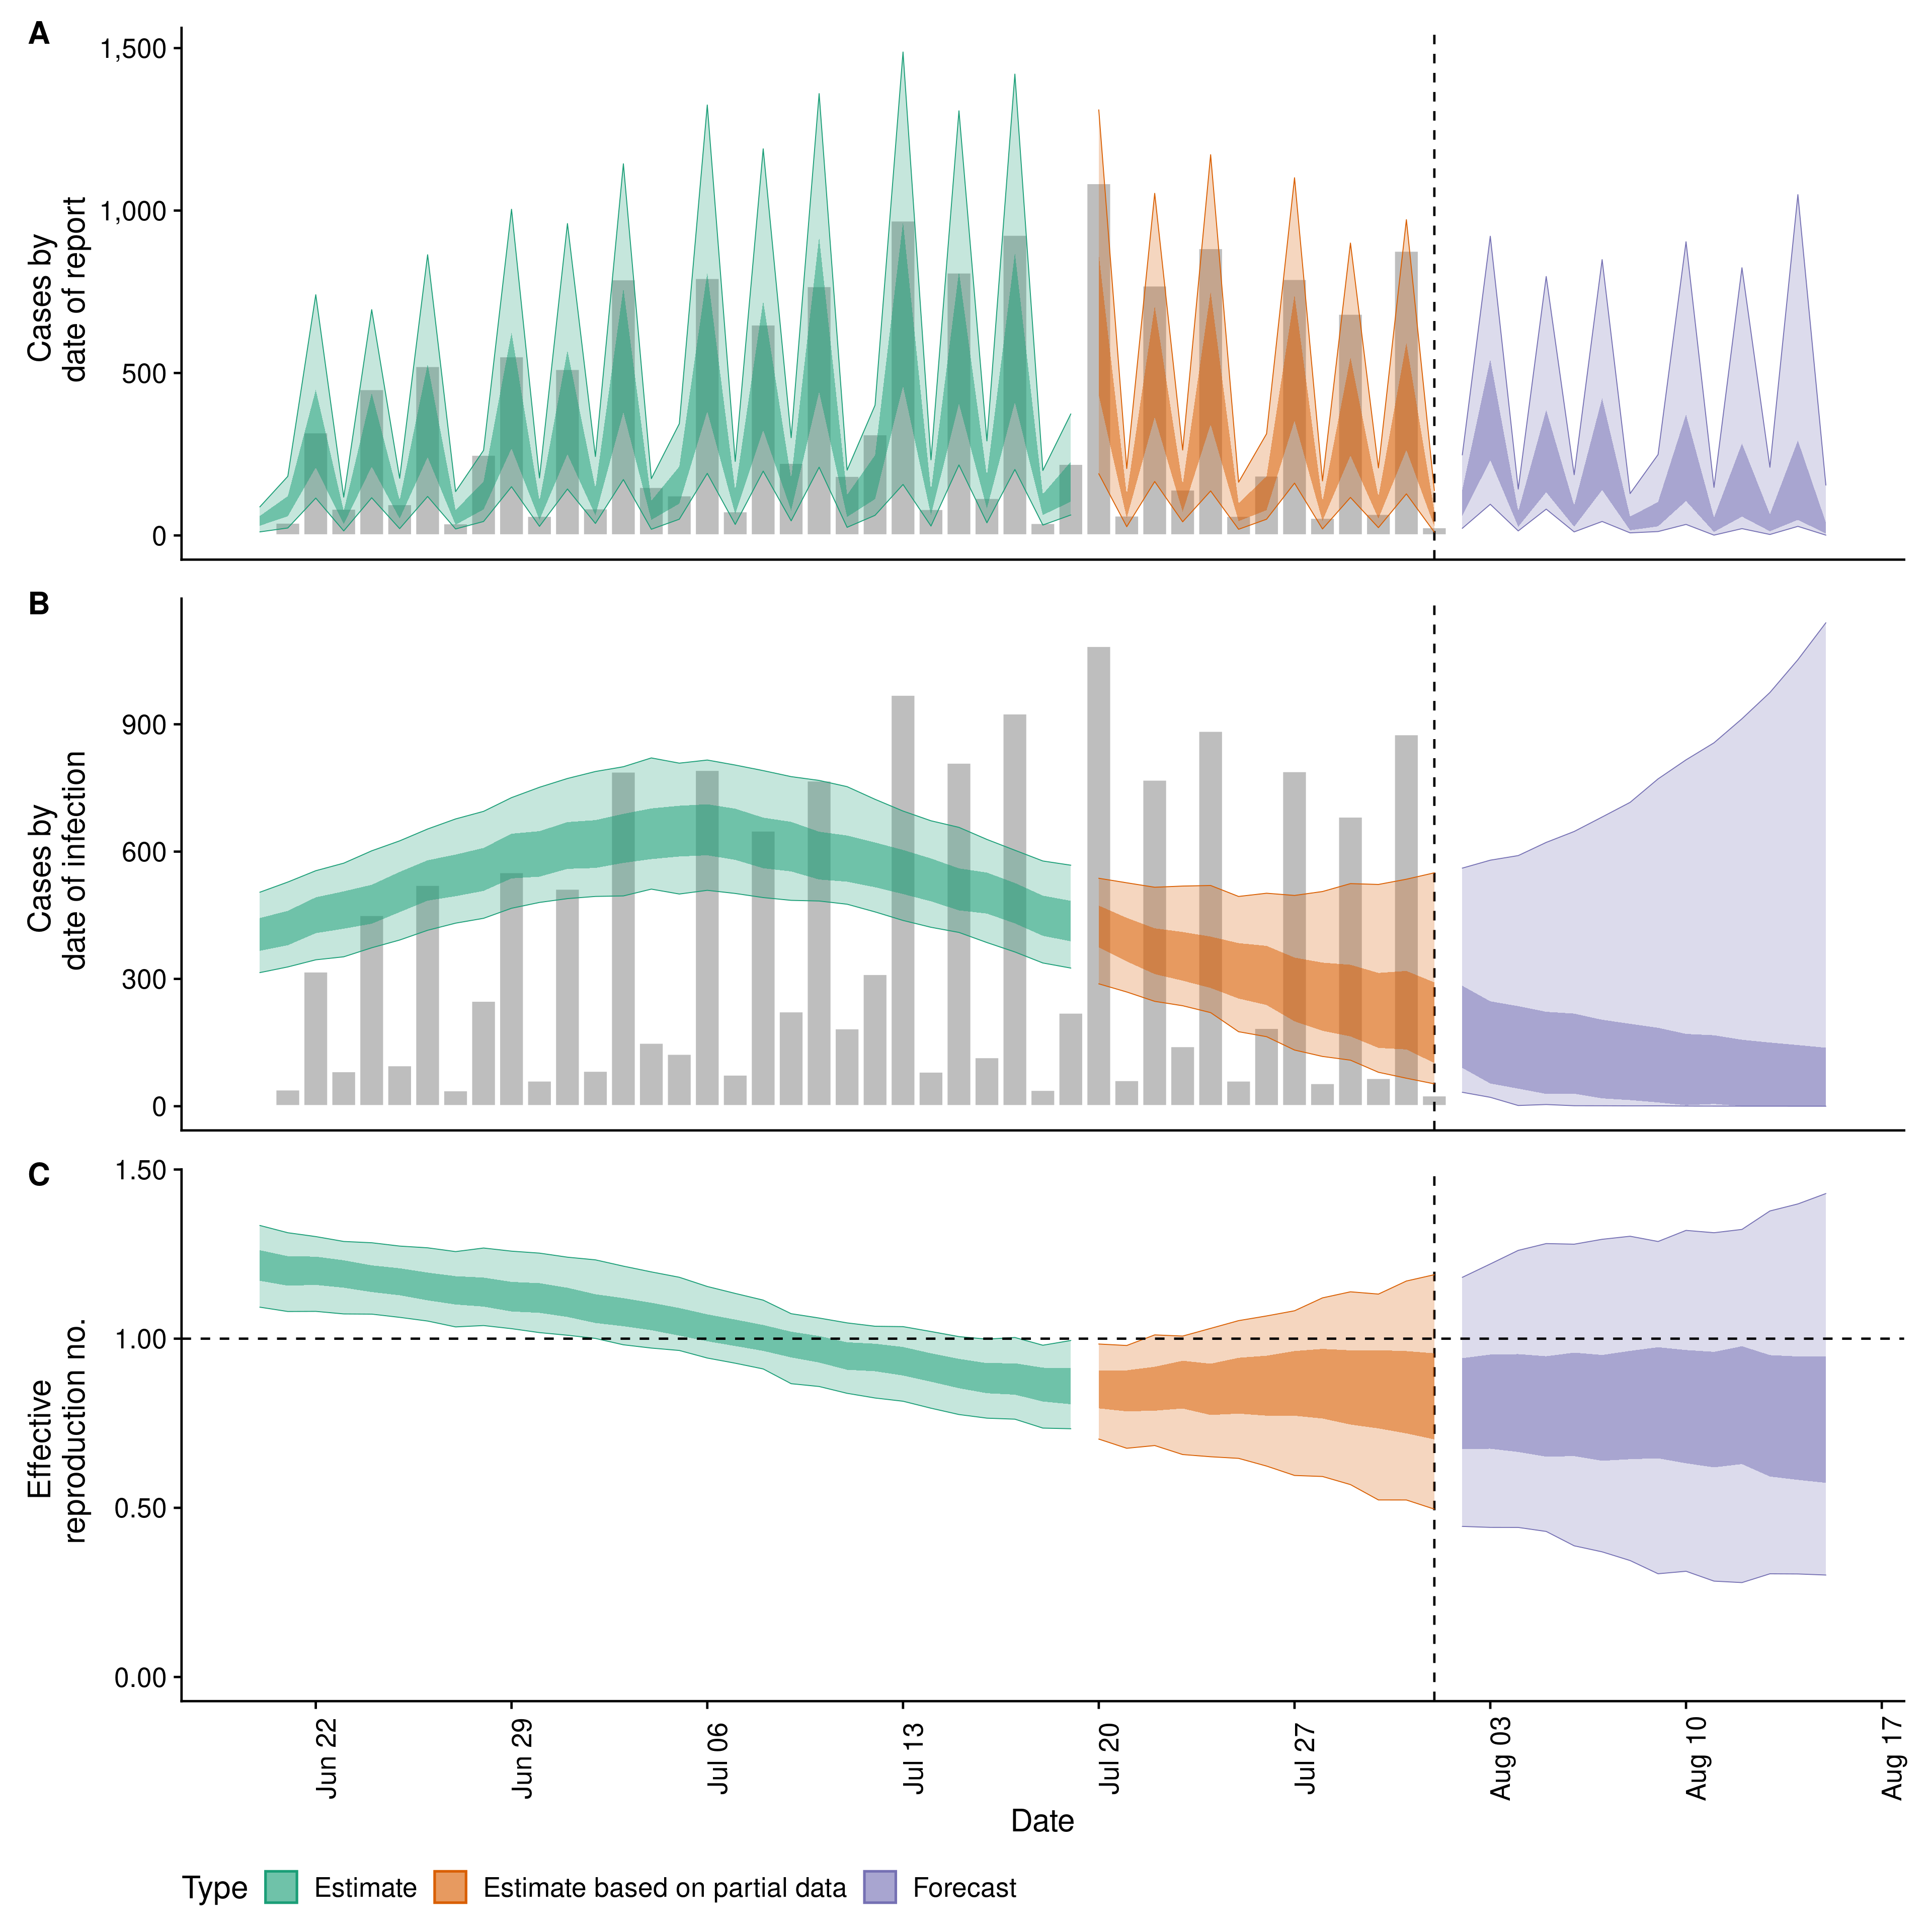 A
1,500
1,000
500
0
Cases by
date of report
B
900
600
300
0
Cases by
date of infection
C
1.50
1.00
0.50
0.00
Effective
reproduction no.
Jun 22
Jun 29
Jul 06
Jul 13
Jul 20
Jul 27
Aug 03
Aug 10
Aug 17
Date
Type
Estimate
Estimate based on partial data
Forecast